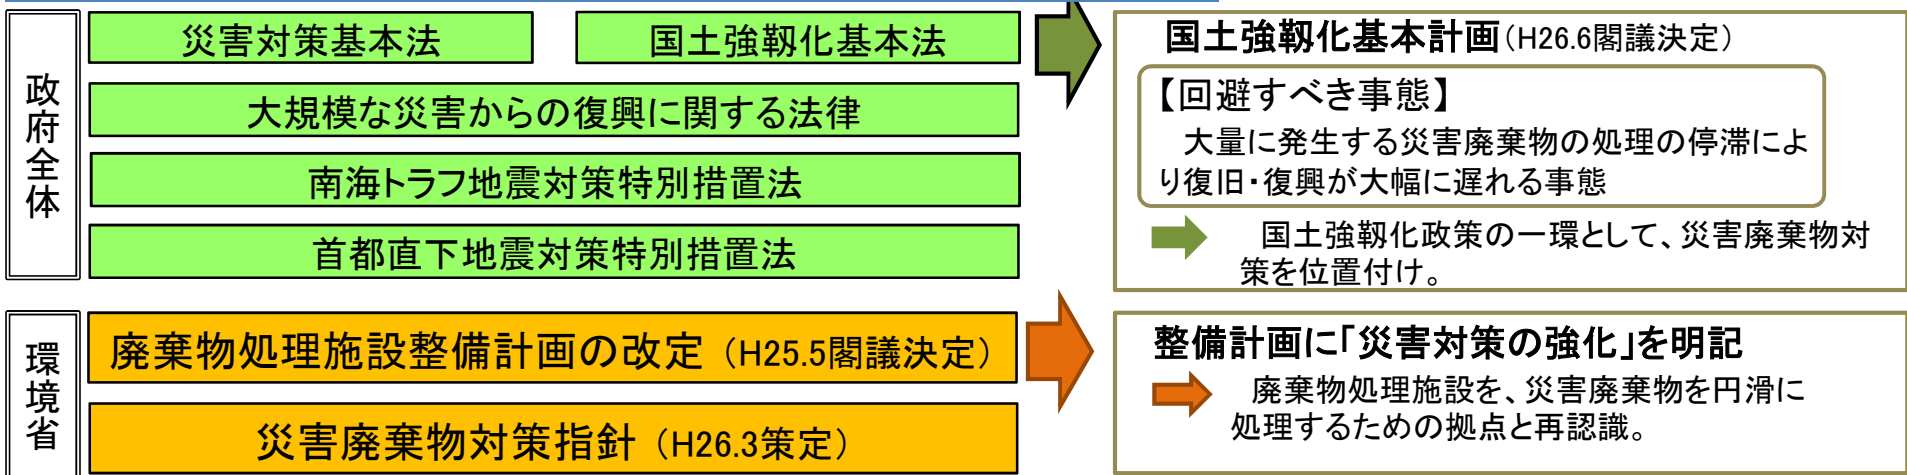 政府全体
災害対策基本法
国土強靱化基本法
大規模な災害からの復興に関する法律
南海トラフ地震対策特別措置法
首都直下地震対策特別措置法
国土強靱化基本計画(H26.6閣議決定)
【回避すべき事態】
大量に発生する災害廃棄物の処理の停滞によ
り復旧・復興が大幅に遅れる事態
国土強靱化政策の一環として、災害廃棄物対
策を位置付け。
環境省
廃棄物処理施設整備計画の改定(H25.5閣議決定)
災害廃棄物対策指針(H26.3策定)
整備計画に「災害対策の強化」を明記
廃棄物処理施設を、災害廃棄物を円滑に
処理するための拠点と再認識。